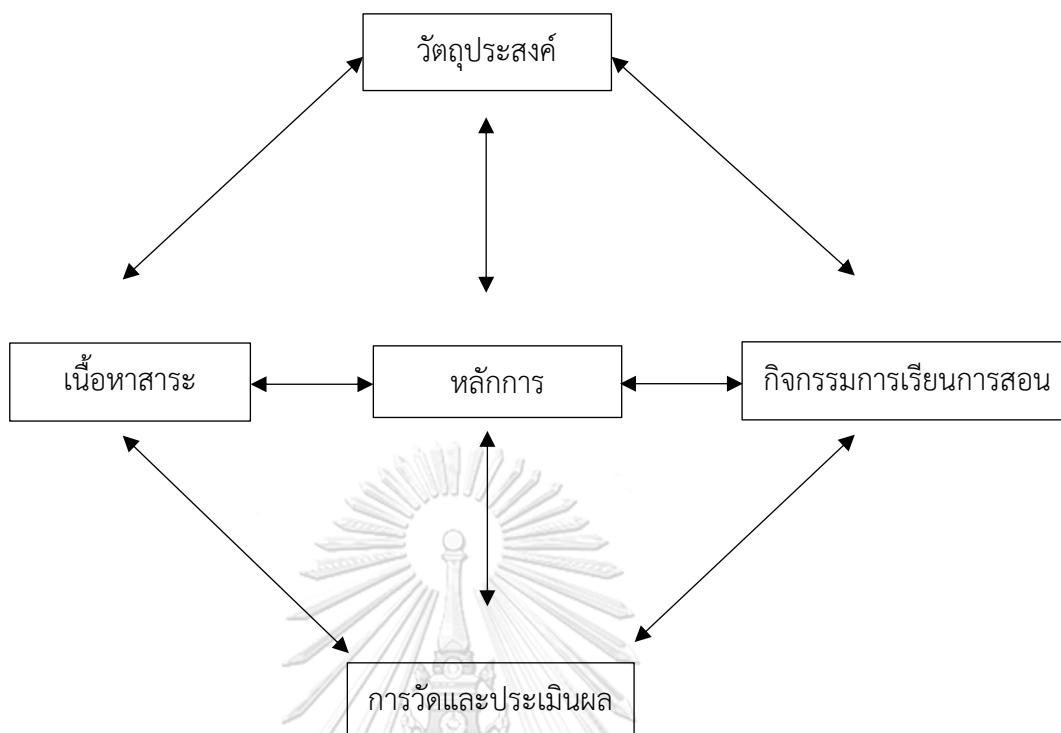 วัตถุประสงค์
เนื้อหาสาระ
หลักการ
กิจกรรมการเรียนการสอน
การวัดและประเมินผล